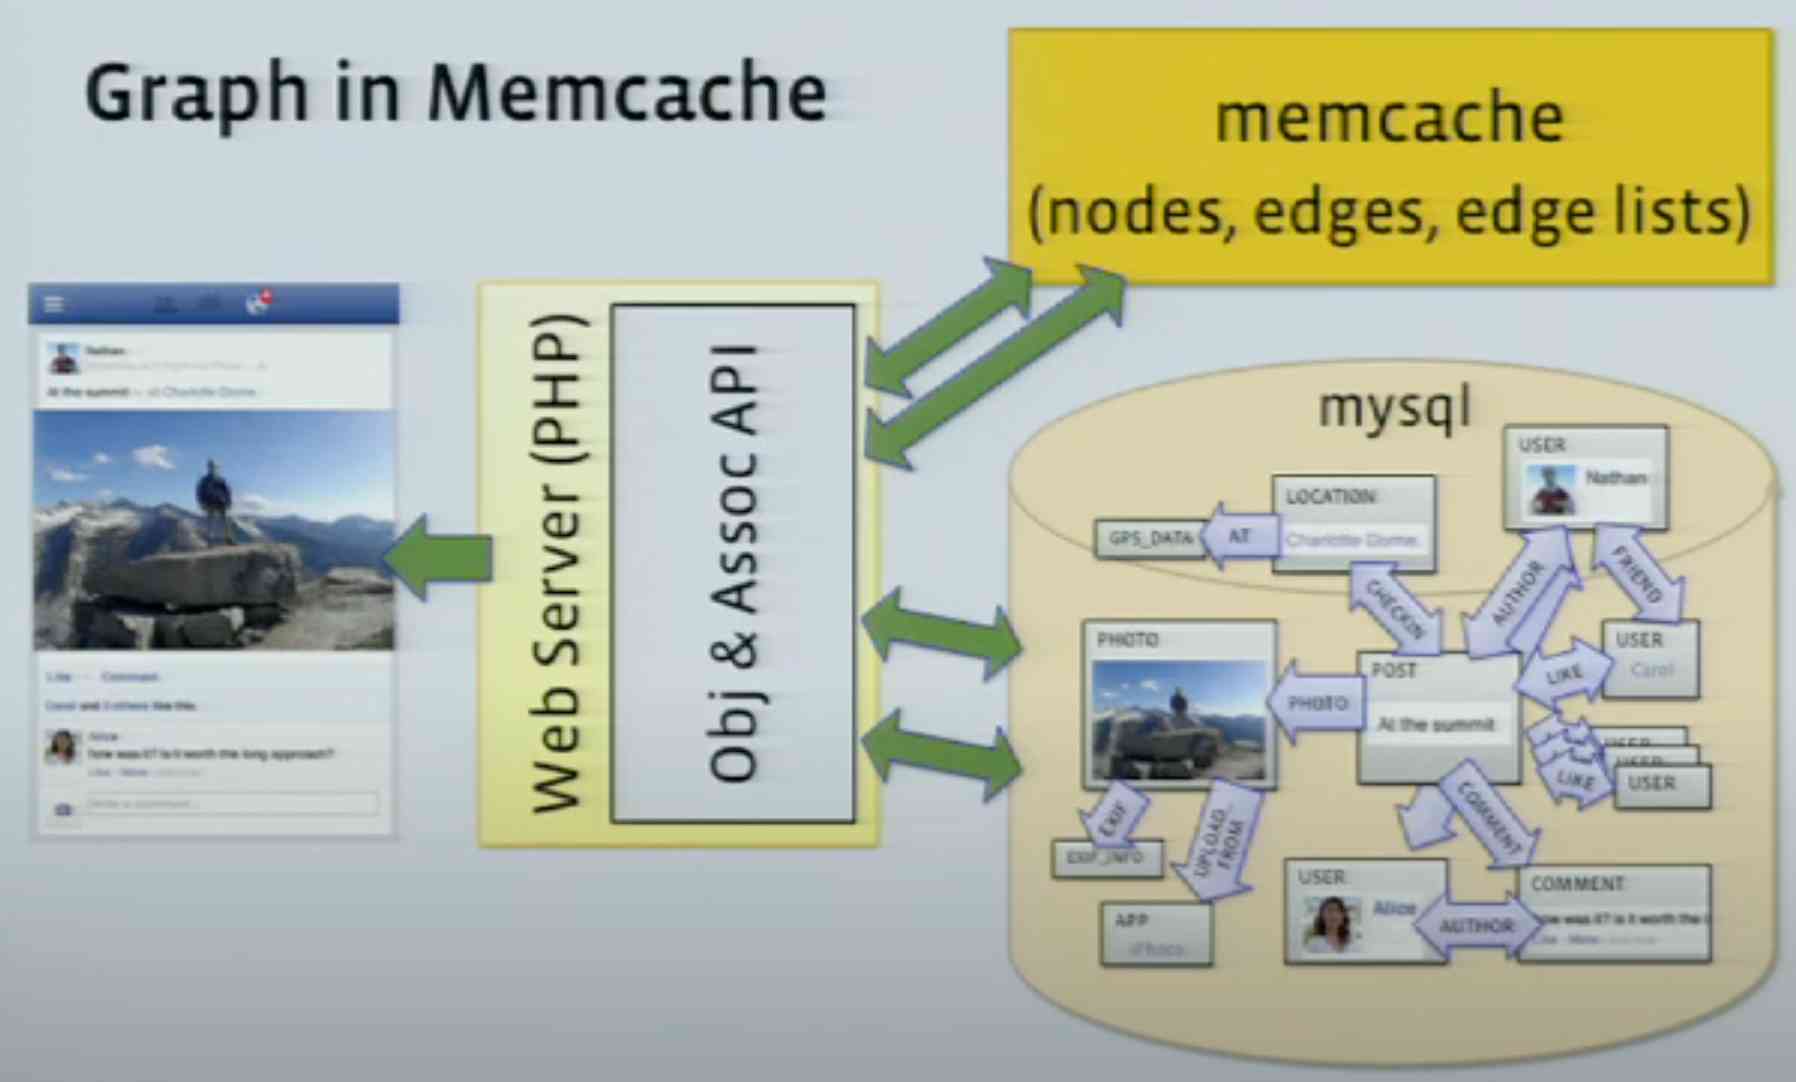 Graph in Memcache
memcache
(nodes, edges, edge lists)
Nathan
At the summit — at Charlotte Dome.
Like Comment
Carol and 3 others like this.
Alice
how was it? Is it worth the long approach?
Like · More
Write a comment...
Web Server (PHP)
Obj & Assoc API
mysql
USER:
Nathan
LOCATION:
Charlotte Dome.
AT
GPS_DATA
CHECKIN
AUTHOR
FRIEND
PHOTO:
PHOTO
POST:
At the summit
LIKE
USER
Carol
USER
USER
LIKE
USER
EXIF
EXIF_INFO
UPLOAD_FROM
APP
iPhoto
COMMENT
USER:
Alice
AUTHOR
COMMENT:
how was it? Is it worth the
Like · More